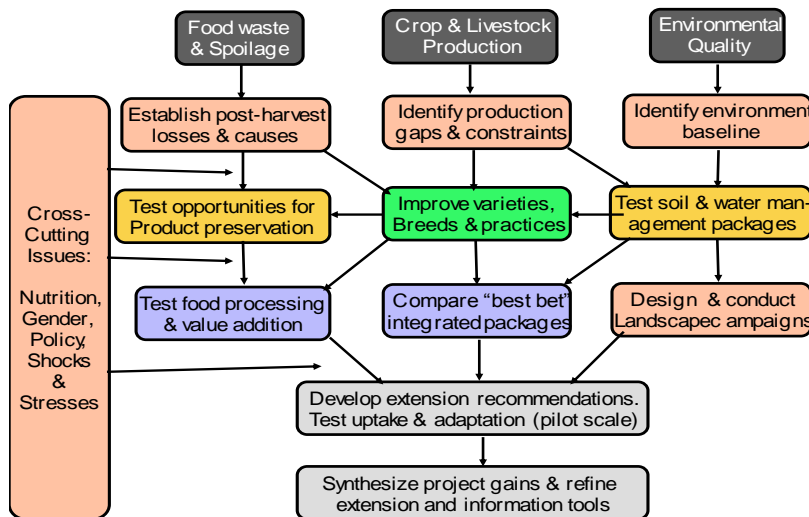 Food waste
& Spoilage
Crop & Livestock
Production
Environmental
Quality
Establish post-harvest
losses & causes
Identify production
gaps & constraints
Identify environment
baseline
Cross-
Cutting
Issues:
Nutrition,
Gender,
Policy,
Shocks
&
Stresses
Test opportunities for
Product preservation
Improve varieties,
Breeds & practices
Test soil & water man-
agement packages
Test food processing
& value addition
Compare “best bet”
integrated packages
Design & conduct
Landscapec ampaigns
Develop extension recommendations.
Test uptake & adaptation (pilot scale)
Synthesize project gains & refine
extension and information tools